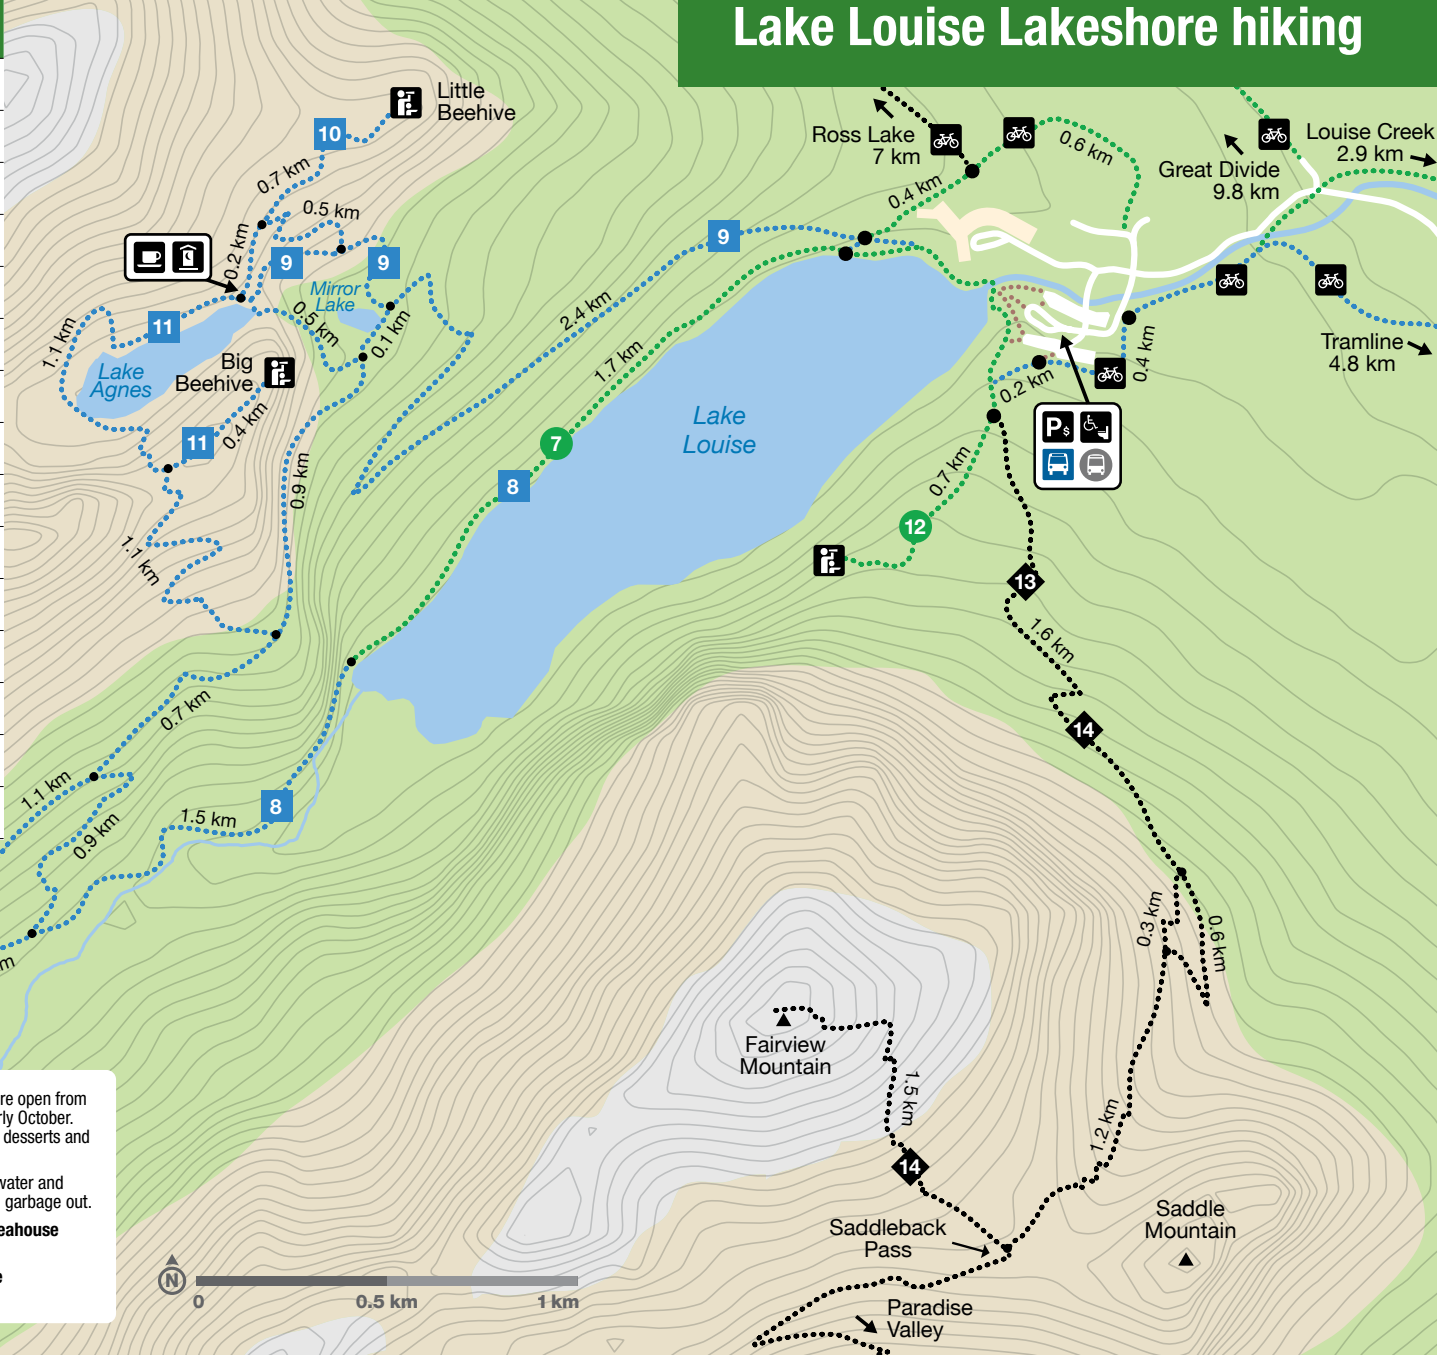 Lake Louise Lakeshore hiking
Little
Beehive
10
0.7 km
0.5 km
0.2 km
9
9
Mirror
Lake
0.5 km
0.1 km
11
1.1 km
Lake
Agnes
Big
Beehive
11
0.4 km
0.9 km
1.1 km
0.7 km
1.1 km
0.9 km
1.5 km
8
m
9
2.4 km
1.7 km
7
8
Lake
Louise
Ross Lake
7 km
0.4 km
0.6 km
Great Divide
9.8 km
Louise Creek
2.9 km
Tramline
4.8 km
0.4 km
0.2 km
P$
0.7 km
12
13
1.6 km
14
0.3 km
0.6 km
1.2 km
Fairview
Mountain
1.5 km
14
Saddleback
Pass
Saddle
Mountain
Paradise
Valley
re open from
rly October.
desserts and
water and
garbage out.
eahouse
e
N
0
0.5 km
1 km